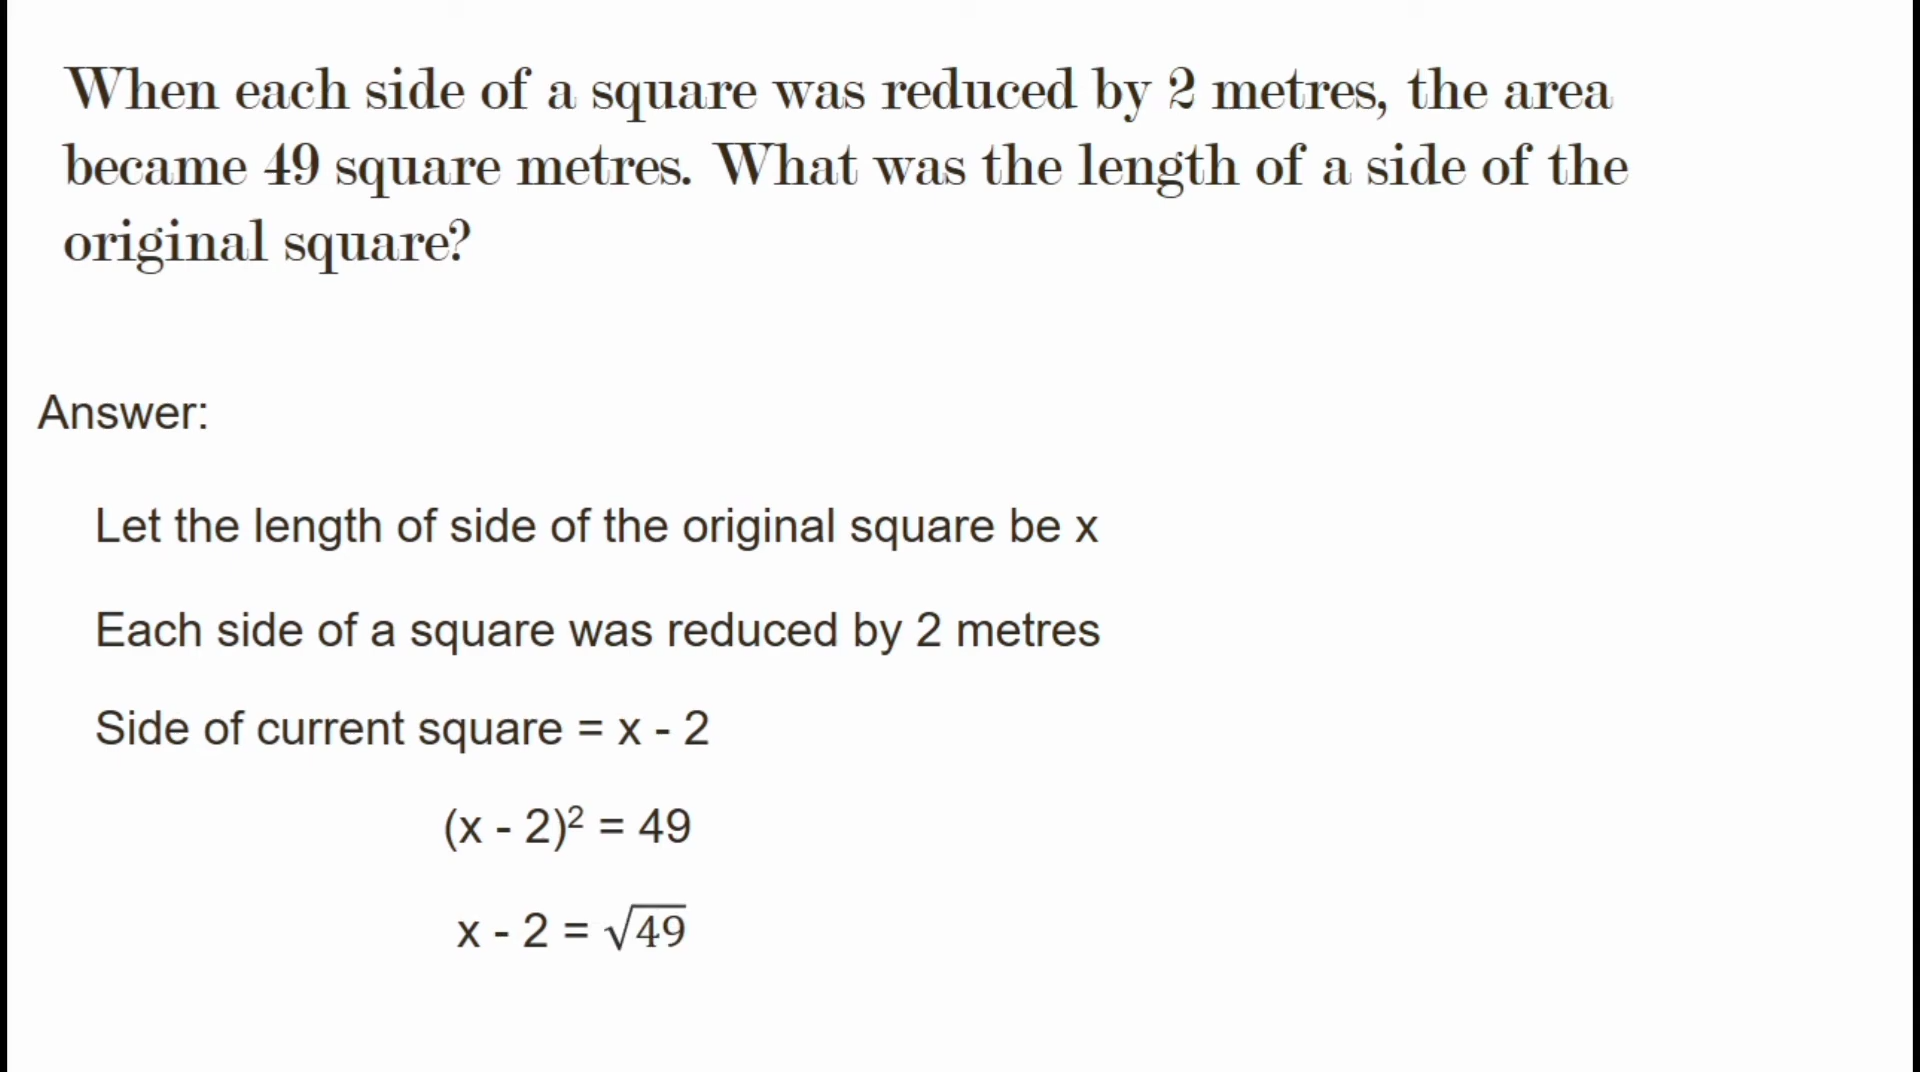 When each side of a square was reduced by 2 metres, the area
became 49 square metres. What was the length of a side of the
original square?
Answer:
Let the length of side of the original square be x
Each side of a square was reduced by 2 metres
Side of current square = x - 2
(x - 2)² = 49
x - 2 = √49